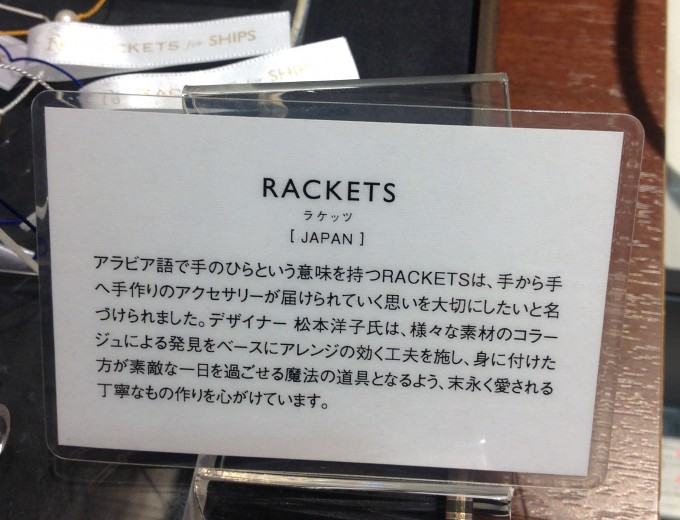 RACKETS for SHIPS
SHIP
RACKETS
ラケッツ
[ JAPAN ]
アラビア語で手のひらという意味を持つRACKETSは、手から手
へ手作りのアクセサリーが届けられていく思いを大切にしたいと名
づけられました。デザイナー 松本洋子氏は、様々な素材のコラー
ジュによる発見をベースにアレンジの効く工夫を施し、身に付けた
方が素敵な一日を過ごせる魔法の道具となるよう、末永く愛される
丁寧なもの作りを心がけています。